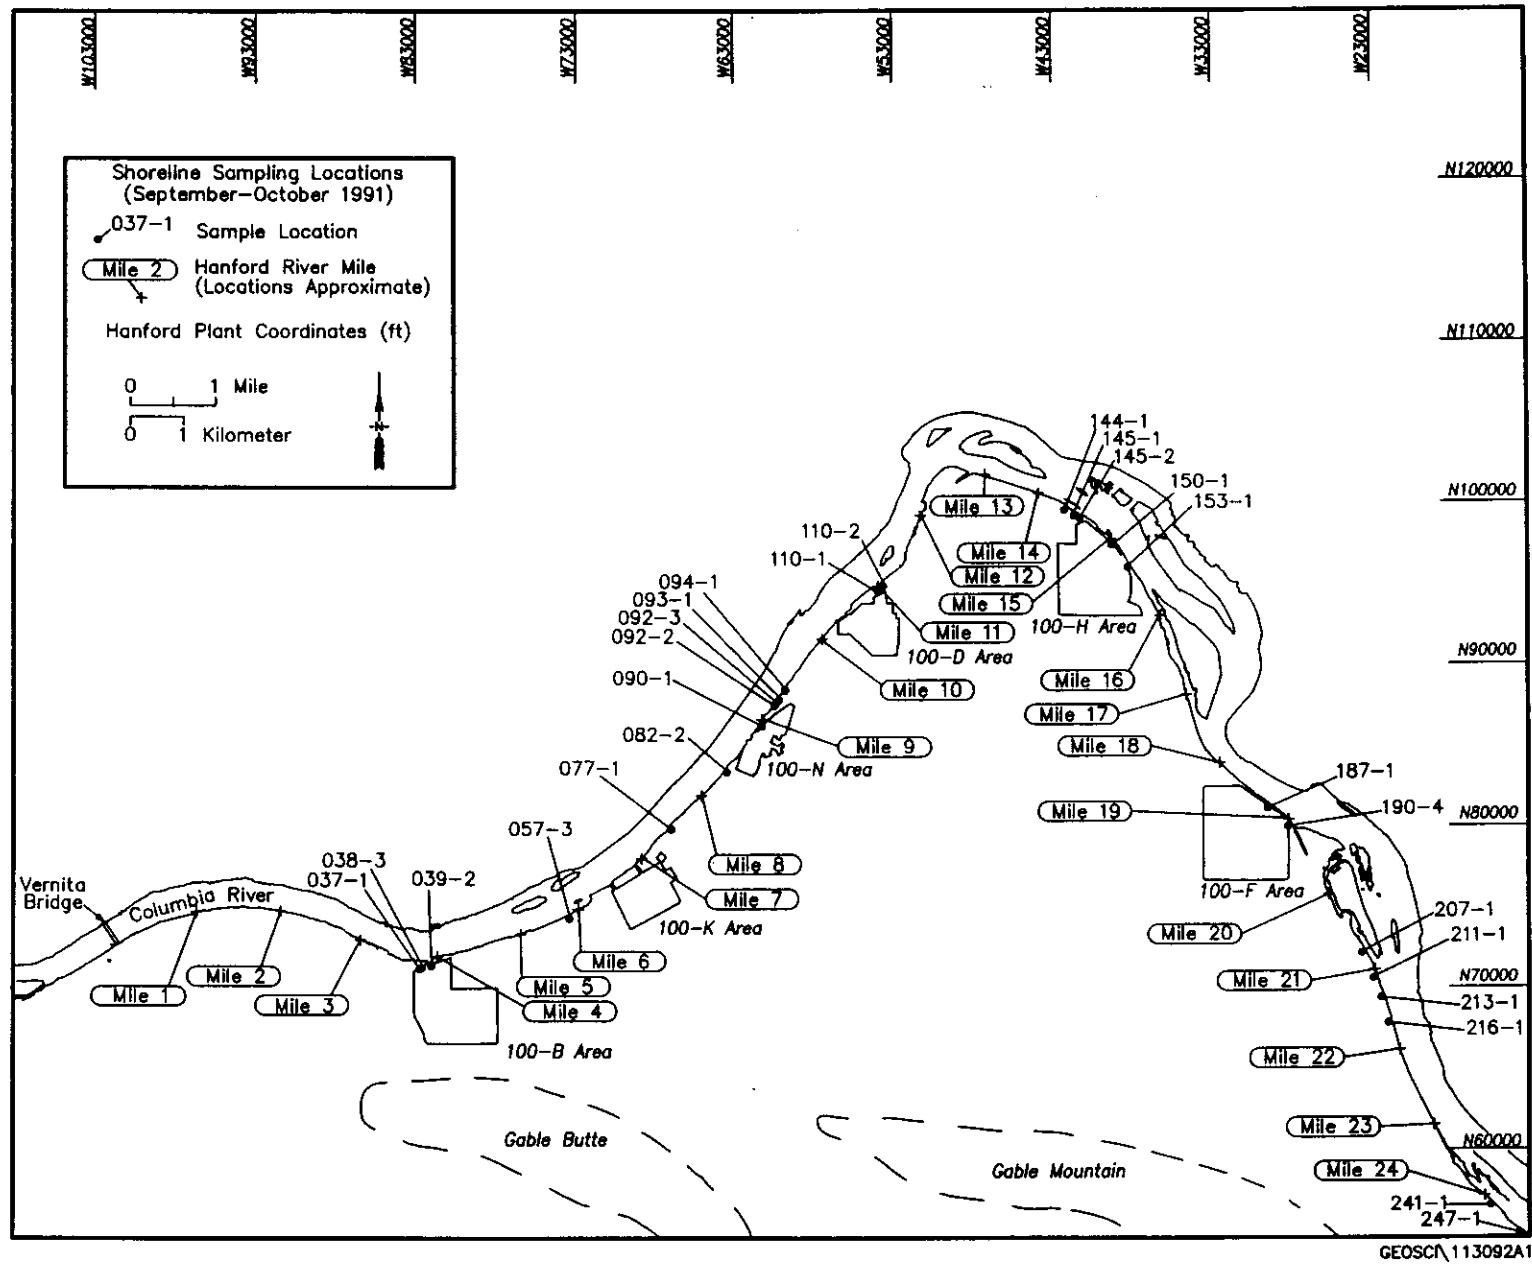 W103000
W93000
W83000
W73000
W63000
W53000
W43000
W33000
W23000
Shoreline Sampling Locations
(September-October 1991)
037-1 Sample Location
Mile 2 Hanford River Mile
(Locations Approximate)
Hanford Plant Coordinates (ft)
0 1 Mile
0 1 Kilometer
N
N120000
N110000
N100000
N90000
N80000
N70000
N60000
144-1
145-1
145-2
150-1
153-1
Mile 13
Mile 14
Mile 12
Mile 15
100-H Area
110-2
110-1
Mile 11
100-D Area
094-1
093-1
092-3
092-2
090-1
Mile 10
Mile 16
Mile 17
Mile 18
082-2
Mile 9
100-N Area
077-1
187-1
190-4
Mile 19
057-3
Mile 8
100-F Area
038-3
037-1
039-2
Mile 7
100-K Area
Vernita
Bridge
Columbia River
Mile 1
Mile 2
Mile 3
Mile 6
Mile 5
Mile 4
100-B Area
207-1
Mile 20
211-1
Mile 21
213-1
216-1
Mile 22
Mile 23
Mile 24
241-1
247-1
Gable Butte
Gable Mountain
GEOSCI\113092A1